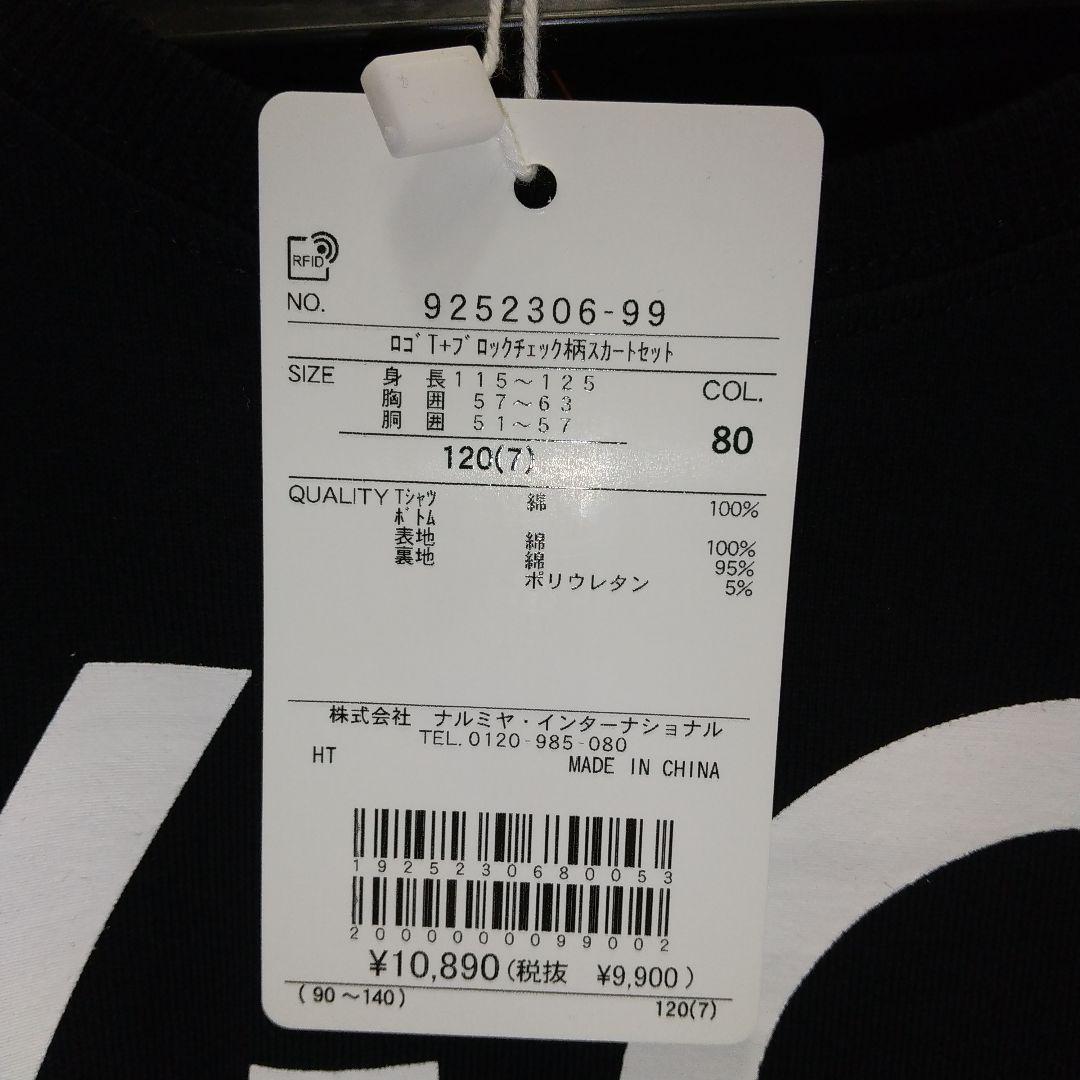 RFID
NO. 9252306-99
ﾛｺﾞT+ﾌﾞﾛｯｸﾁｪｯｸ柄ｽｶｰﾄｾｯﾄ
SIZE 身長 115～125 COL.
胸囲 57～63
胴囲 51～57 80
120(7)
QUALITY Tｼｬﾂ 綿 100%
ﾎﾞﾄﾑ
表地 綿 100%
裏地 綿 95%
ポリウレタン 5%
株式会社 ナルミヤ・インターナショナル
TEL. 0120-985-080
HT MADE IN CHINA
1925230680053
2000000099002
¥10,890(税抜 ¥9,900)
(90～140) 120(7)